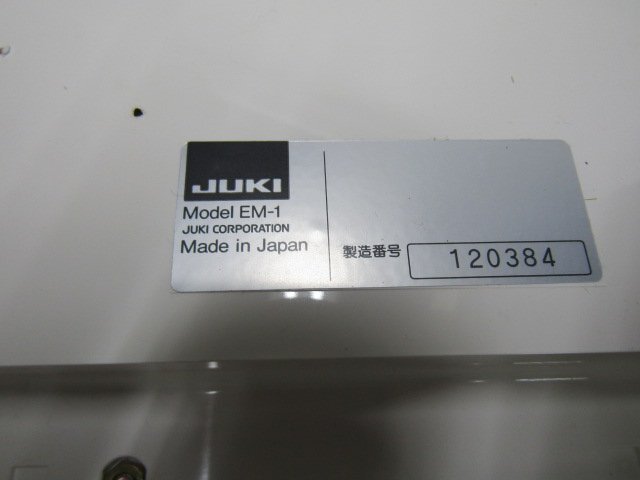 JUKI
Model EM-1
JUKI CORPORATION
Made in Japan
製造番号 120384